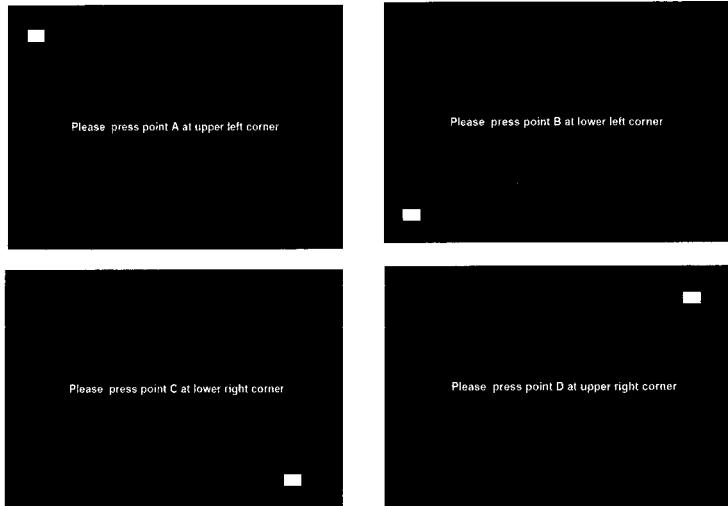 Please press point A at upper left corner
Please press point B at lower left corner
Please press point C at lower right corner
Please press point D at upper right corner